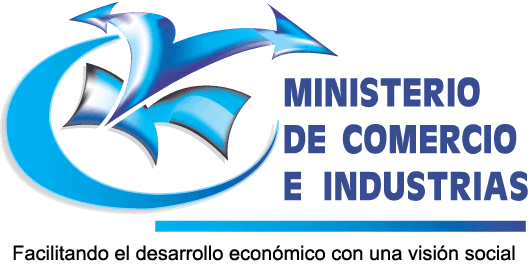 MINISTERIO
DE COMERCIO
E INDUSTRIAS
Facilitando el desarrollo económico con una visión social